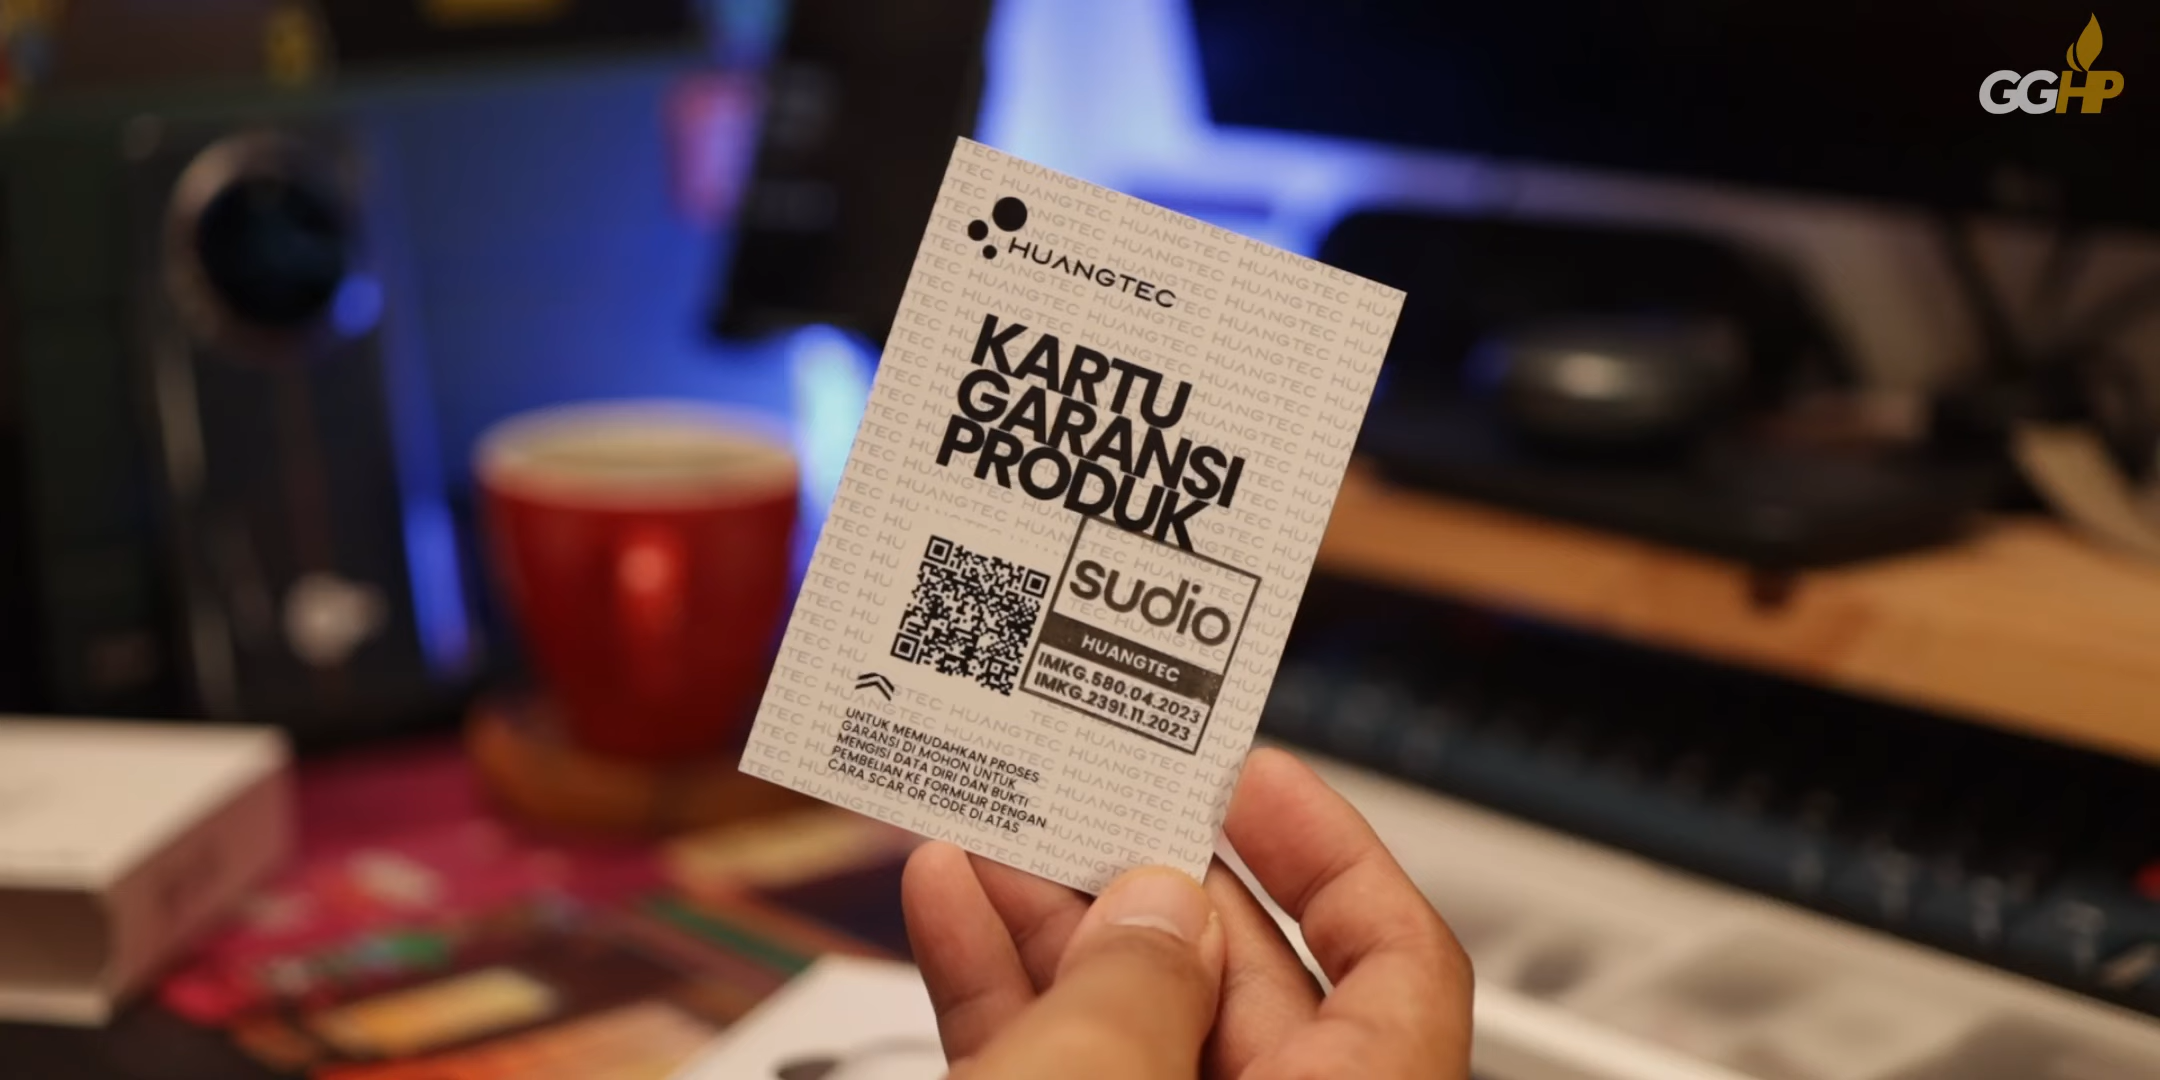 GGHP
HUANGTEC
KARTU
GARANSI
PRODUK
sudio
HUANGTEC
IMKG.580.04.2023
IMKG.2391.11.2023
UNTUK MEMUDAHKAN PROSES
GARANSI DI MOHON UNTUK
MENGISI DATA DIRI DAN BUKTI
PEMBELIAN KE FORMULIR DENGAN
CARA SCAR QR CODE DI ATAS